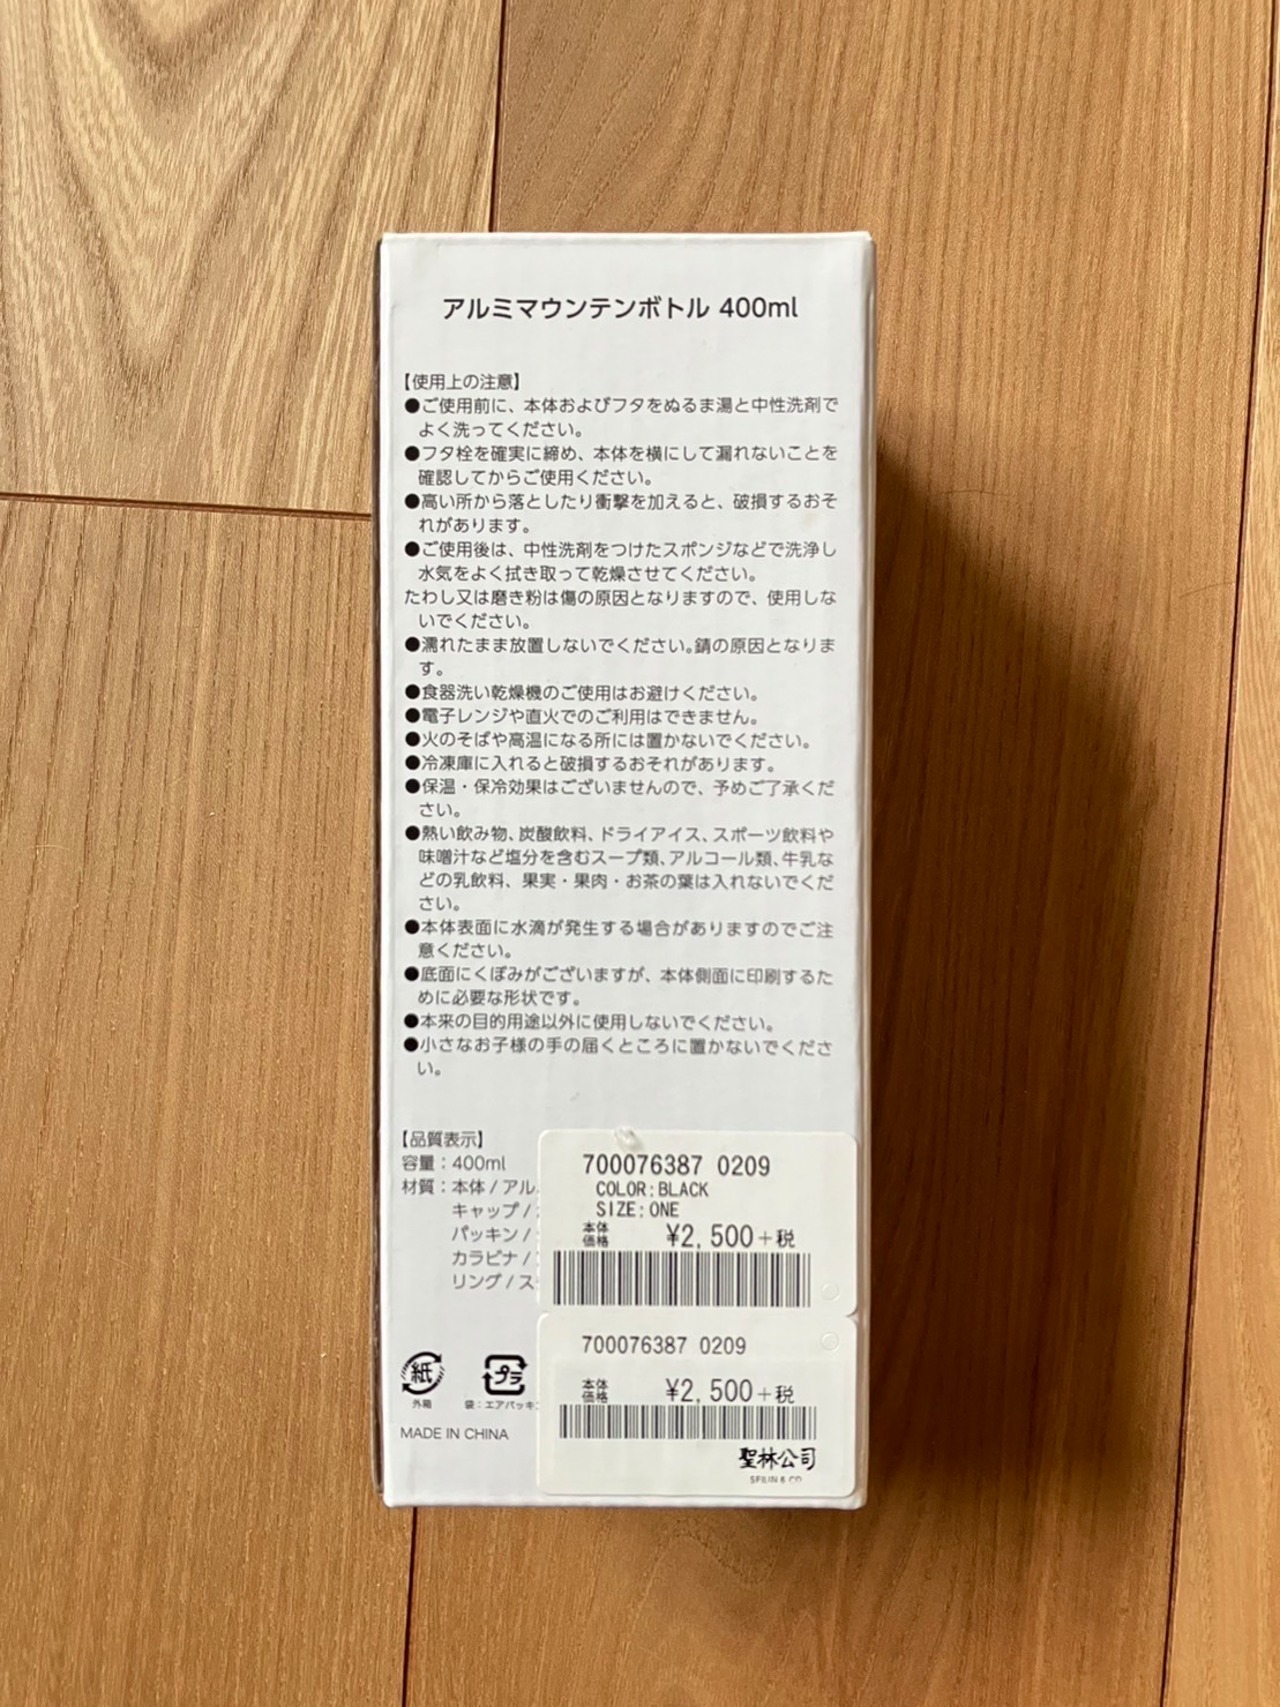 アルミマウンテンボトル 400ml
【使用上の注意】
●ご使用前に、本体およびフタをぬるま湯と中性洗剤で
よく洗ってください。
●フタ栓を確実に締め、本体を横にして漏れないことを
確認してからご使用ください。
●高い所から落としたり衝撃を加えると、破損するおそ
れがあります。
●ご使用後は、中性洗剤をつけたスポンジなどで洗浄し
水気をよく拭き取って乾燥させてください。
たわし又は磨き粉は傷の原因となりますので、使用しな
いでください。
●濡れたまま放置しないでください。錆の原因となりま
す。
●食器洗い乾燥機のご使用はお避けください。
●電子レンジや直火でのご利用はできません。
●火のそばや高温になる所には置かないでください。
●冷凍庫に入れると破損するおそれがあります。
●保温・保冷効果はございませんので、予めご了承くだ
さい。
●熱い飲み物、炭酸飲料、ドライアイス、スポーツ飲料や
味噌汁など塩分を含むスープ類、アルコール類、牛乳な
どの乳飲料、果実・果肉・お茶の葉は入れないでくだ
さい。
●本体表面に水滴が発生する場合がありますのでご注
意ください。
●底面にくぼみがございますが、本体側面に印刷するた
めに必要な形状です。
●本来の目的用途以外に使用しないでください。
●小さなお子様の手の届くところに置かないでくださ
い。
【品質表示】
容量：400ml
材質：本体 / アル
キャップ /
パッキン /
カラビナ /
リング / ス
700076387 0209
COLOR:BLACK
SIZE:ONE
本体価格 ¥2,500+税
700076387 0209
本体価格 ¥2,500+税
聖林公司
SEILIN & CO
紙
外箱
プラ
袋：エアパッキ
MADE IN CHINA